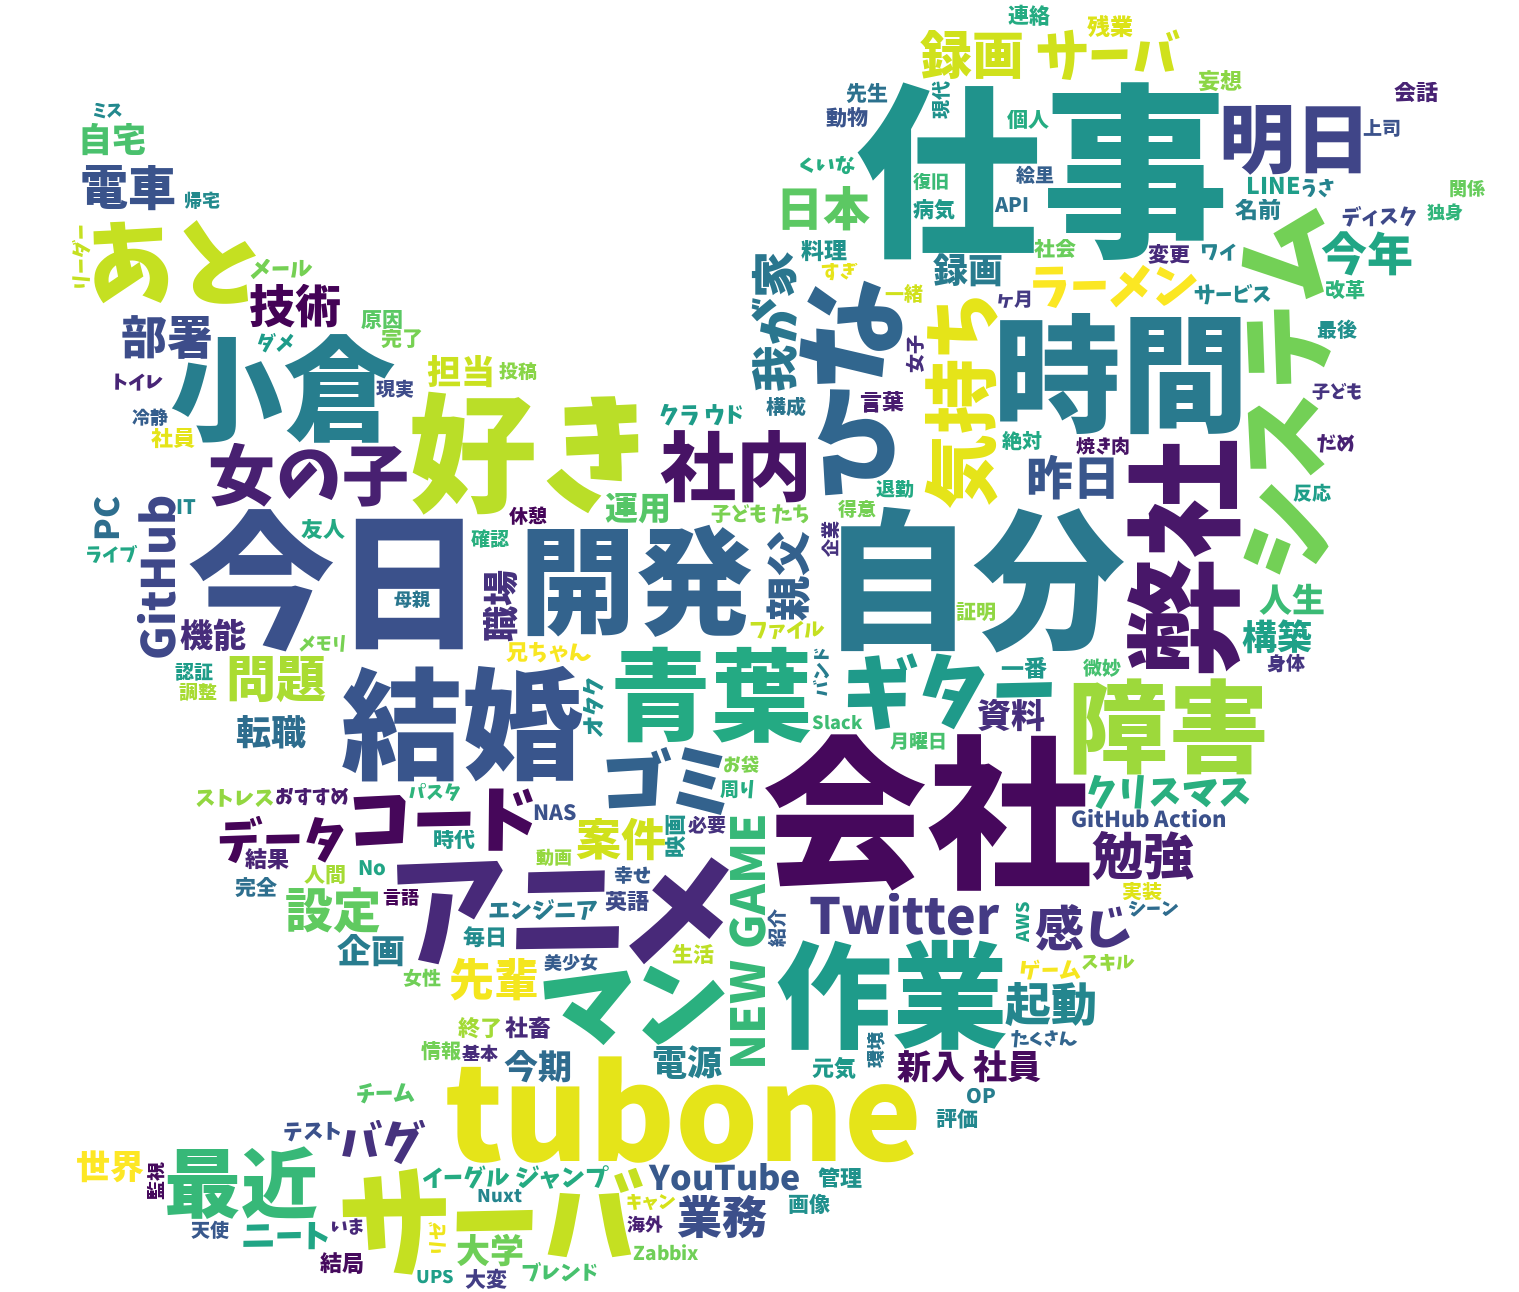 連絡
残業
録画 サーバ
妄想
会話
先生
現代
動物
個人
仕事
明日
上司
ミス
自宅
電車
帰宅
くいな
復旧
絵里
日本
病気
API
LINE
うさ
名前
関係
ディスク
独身
リーダー
あと
メール
技術
料理
すぎ
社会
変更
ワイ
録画
今年
システム
改革
サービス
ラーメン
ヶ月
一緒
我が家
ひらな
気持ち
時間
最後
部署
原因
完了
ダメ
小倉
トイレ
現実
冷静
社員
担当
投稿
好き
女子
構成
言葉
クラウド
社内
子ども
絶対
焼き肉
だめ
昨日
弊社
反応
女の子
退勤
得意
運用
子ども たち
休憩
PC
GitHub
IT
ライブ
友人
確認
今日
母親
開発
職場
親父
企業
自分
証明
人生
構築
身体
機能
メモリ
ファイル
兄ちゃん
認証
調整
問題
転職
結婚
オタク
青葉
バンド
ギター
一番
微妙
資料
Slack
月曜日
障害
ゴミ
お袋
周り
会社
クリスマス
GitHub Action
勉強
ストレス
おすすめ
パスタ
コード
NAS
データ
時代
結果
案件
映画
必要
動画
人間
No
完全
言語
幸せ
英語
アニメ
エンジニア
設定
毎日
企画
NEW GAME
紹介
Twitter
実装
シーン
AWS
感じ
生活
美少女
女性
先輩
マン
作業
ゲーム
スキル
起動
終了
社畜
たくさん
情報
基本
今期
電源
元気
環境
新入 社員
tubone
OP
評価
チーム
テスト
バグ
世界
監視
最近
イーグル ジャンプ
YouTube
管理
Nuxt
サーバ
キャン
画像
海外
業務
天使
ニート
いま
結局
大学
Zabbix
UPS
大変
ブレンド